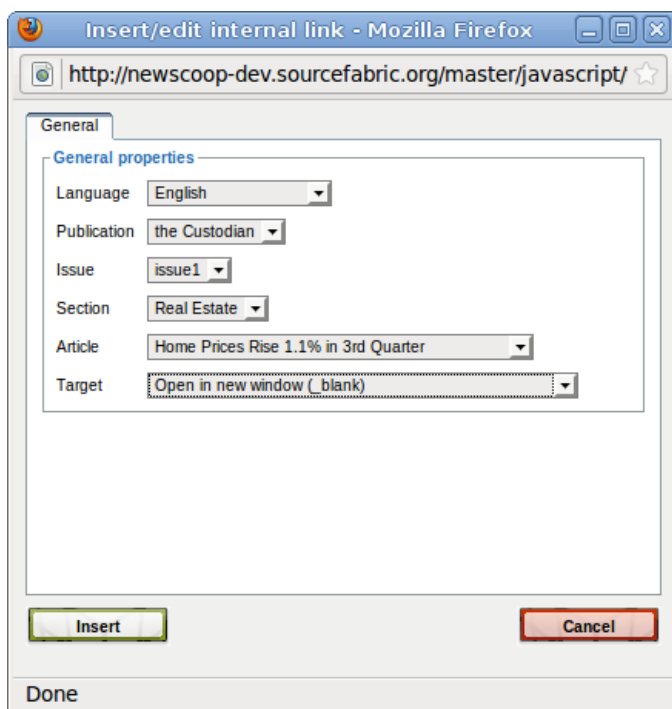 Insert/edit internal link - Mozilla Firefox
http://newscoop-dev.sourcefabric.org/master/javascript/
General
General properties
Language English
Publication the Custodian
Issue issue1
Section Real Estate
Article Home Prices Rise 1.1% in 3rd Quarter
Target Open in new window (_blank)
Insert Cancel
Done